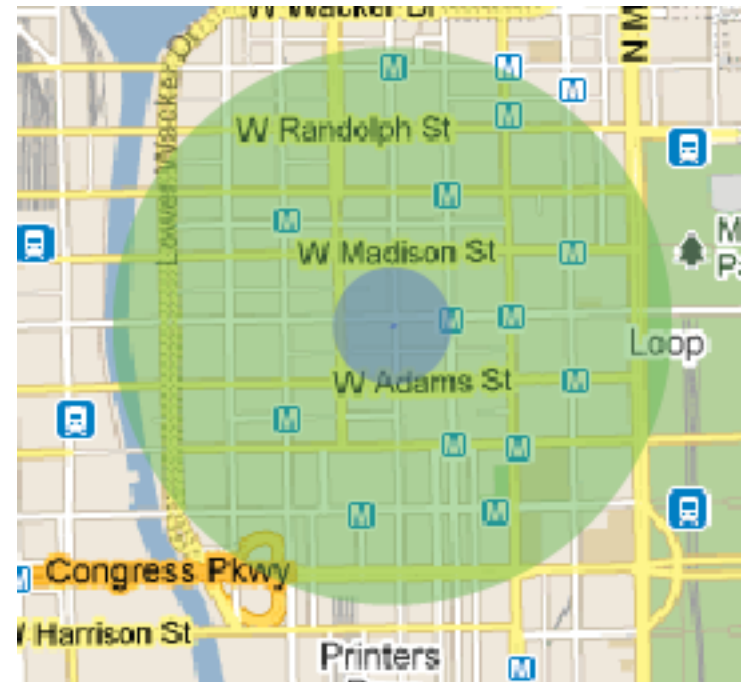 W Wacker Dr
N M
Lower Wacker Dr
M
M
M
M
W Randolph St
M
M
W Madison St
M
M
P
M
M
Loop
W Adams St
M
M
M
M
M
M
Congress Pkwy
M
W Harrison St
Printers
M